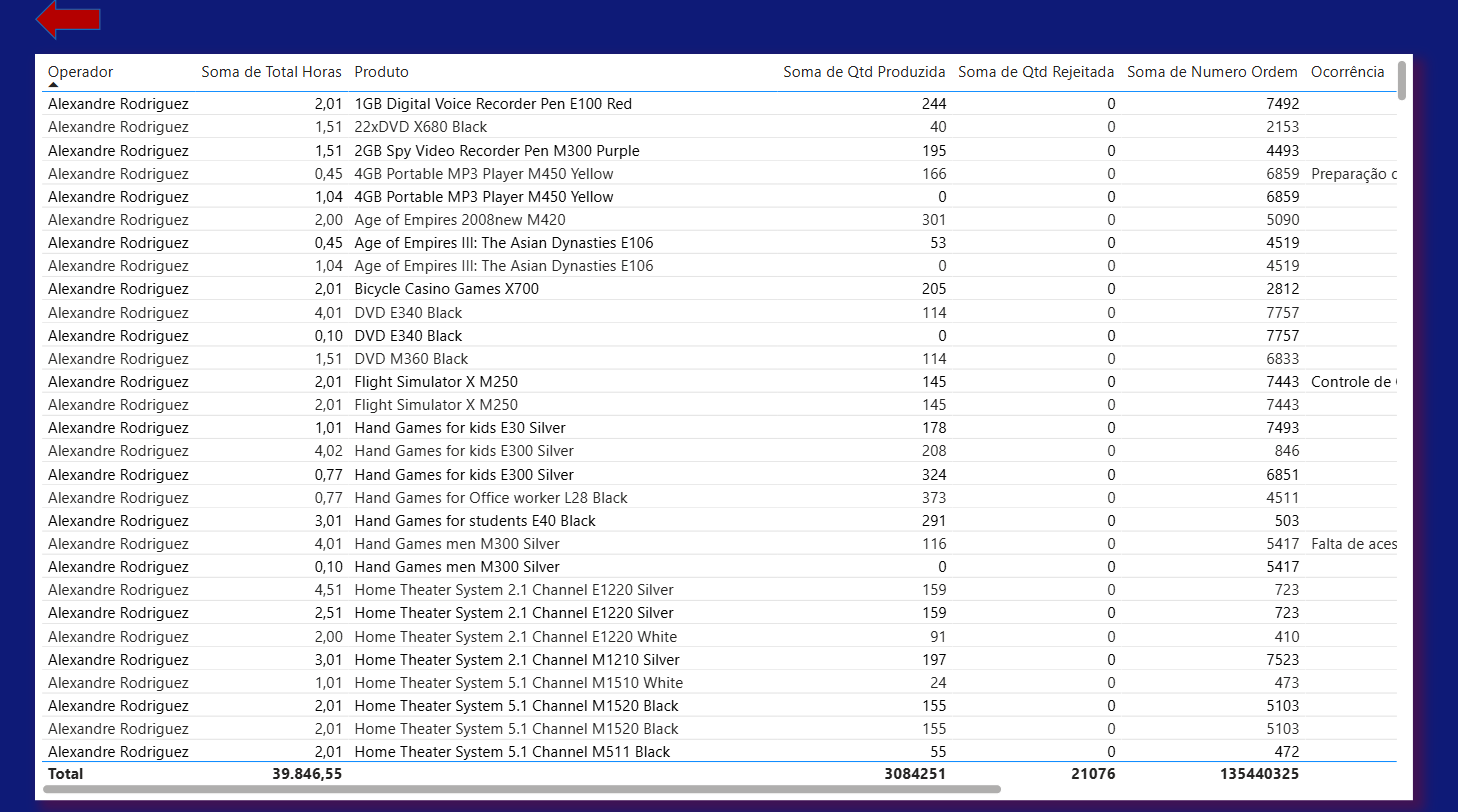 Operador Soma de Total Horas Produto Soma de Qtd Produzida Soma de Qtd Rejeitada Soma de Numero Ordem Ocorrência
Alexandre Rodriguez 2,01 1GB Digital Voice Recorder Pen E100 Red 244 0 7492
Alexandre Rodriguez 1,51 22xDVD X680 Black 40 0 2153
Alexandre Rodriguez 1,51 2GB Spy Video Recorder Pen M300 Purple 195 0 4493
Alexandre Rodriguez 0,45 4GB Portable MP3 Player M450 Yellow 166 0 6859 Preparação
Alexandre Rodriguez 1,04 4GB Portable MP3 Player M450 Yellow 0 0 6859
Alexandre Rodriguez 2,00 Age of Empires 2008new M420 301 0 5090
Alexandre Rodriguez 0,45 Age of Empires III: The Asian Dynasties E106 53 0 4519
Alexandre Rodriguez 1,04 Age of Empires III: The Asian Dynasties E106 0 0 4519
Alexandre Rodriguez 2,01 Bicycle Casino Games X700 205 0 2812
Alexandre Rodriguez 4,01 DVD E340 Black 114 0 7757
Alexandre Rodriguez 0,10 DVD E340 Black 0 0 7757
Alexandre Rodriguez 1,51 DVD M360 Black 114 0 6833
Alexandre Rodriguez 2,01 Flight Simulator X M250 145 0 7443 Controle de
Alexandre Rodriguez 2,01 Flight Simulator X M250 145 0 7443
Alexandre Rodriguez 1,01 Hand Games for kids E30 Silver 178 0 7493
Alexandre Rodriguez 4,02 Hand Games for kids E300 Silver 208 0 846
Alexandre Rodriguez 0,77 Hand Games for kids E300 Silver 324 0 6851
Alexandre Rodriguez 0,77 Hand Games for Office worker L28 Black 373 0 4511
Alexandre Rodriguez 3,01 Hand Games for students E40 Black 291 0 503
Alexandre Rodriguez 4,01 Hand Games men M300 Silver 116 0 5417 Falta de aces
Alexandre Rodriguez 0,10 Hand Games men M300 Silver 0 0 5417
Alexandre Rodriguez 4,51 Home Theater System 2.1 Channel E1220 Silver 159 0 723
Alexandre Rodriguez 2,51 Home Theater System 2.1 Channel E1220 Silver 159 0 723
Alexandre Rodriguez 2,00 Home Theater System 2.1 Channel E1220 White 91 0 410
Alexandre Rodriguez 3,01 Home Theater System 2.1 Channel M1210 Silver 197 0 7523
Alexandre Rodriguez 1,01 Home Theater System 5.1 Channel M1510 White 24 0 473
Alexandre Rodriguez 2,01 Home Theater System 5.1 Channel M1520 Black 155 0 5103
Alexandre Rodriguez 2,01 Home Theater System 5.1 Channel M1520 Black 155 0 5103
Alexandre Rodriguez 2,01 Home Theater System 5.1 Channel M511 Black 55 0 472
Total 39.846,55 3084251 21076 135440325